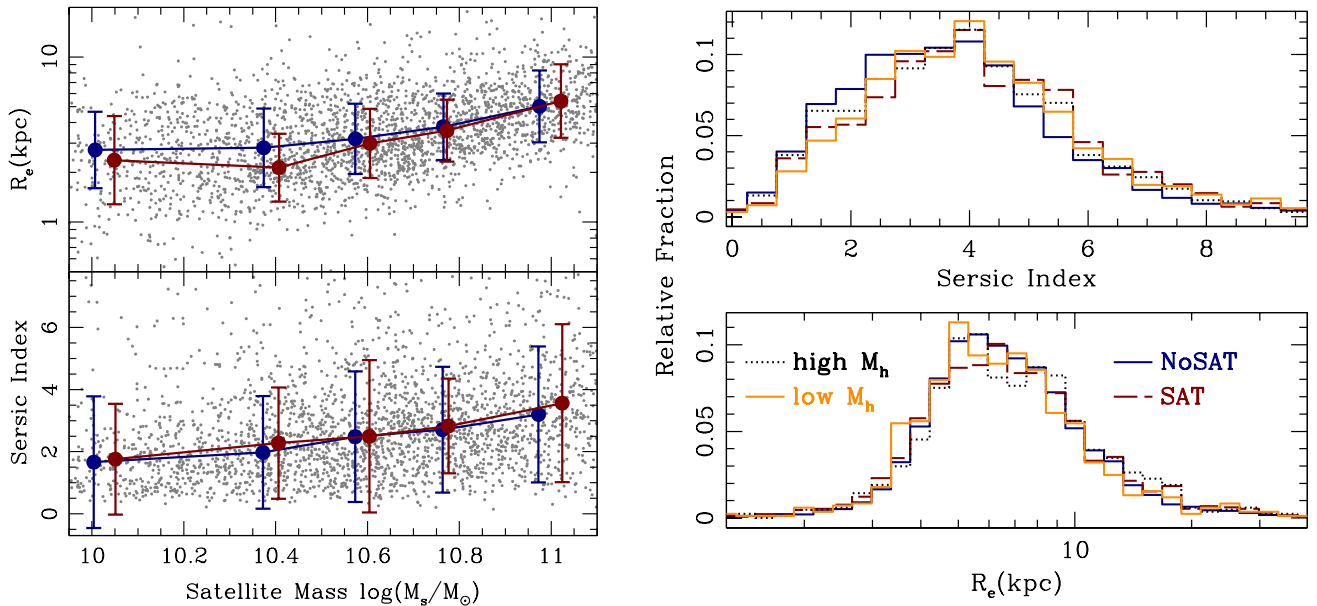 10
1
R_e(kpc)
6
4
2
0
Sersic Index
10 10.2 10.4 10.6 10.8 11
Satellite Mass log(M_s/M_⊙)
0.1
0.05
0
0 2 4 6 8
Sersic Index
Relative Fraction
0.1
0.05
0
high M_h
low M_h
NoSAT
SAT
10
R_e(kpc)